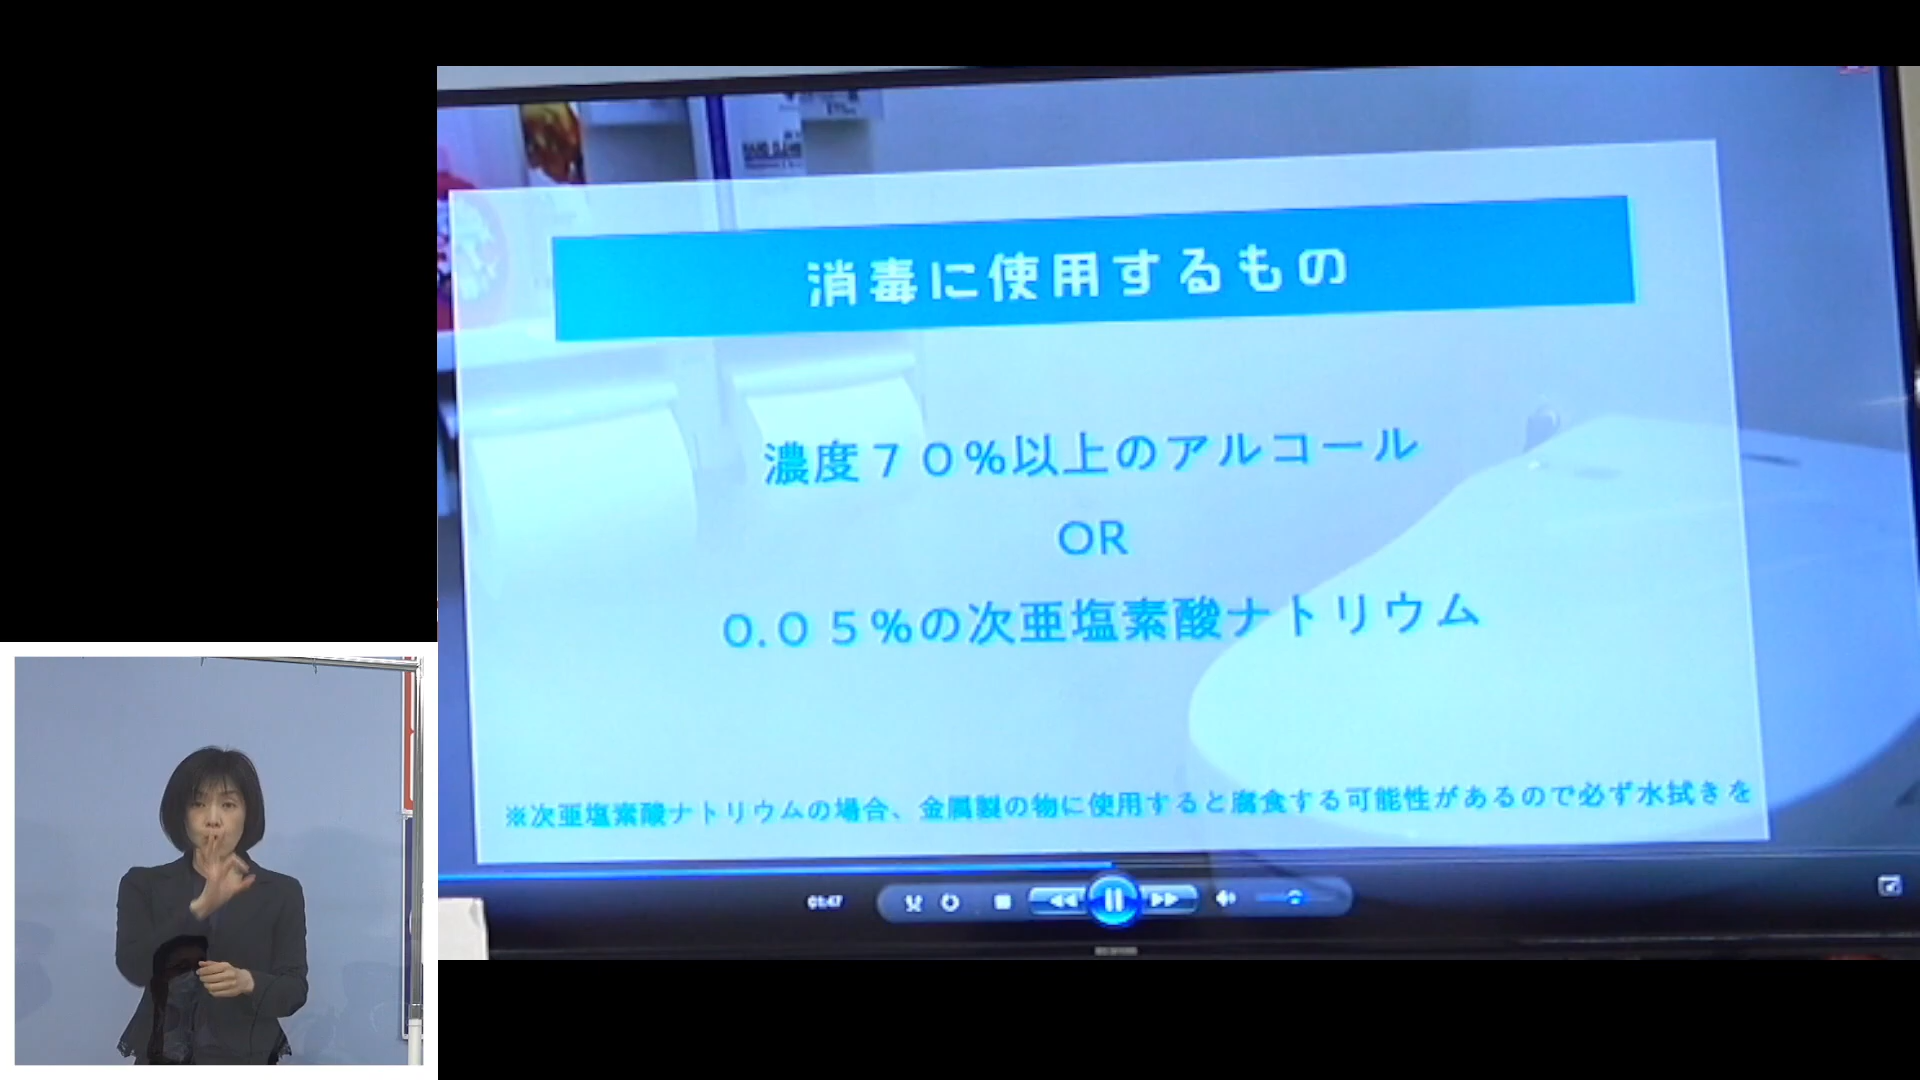 消毒に使用するもの
濃度７０%以上のアルコール
OR
０.０５%の次亜塩素酸ナトリウム
※次亜塩素酸ナトリウムの場合、金属製の物に使用すると腐食する可能性があるので必ず水拭きを
01:47